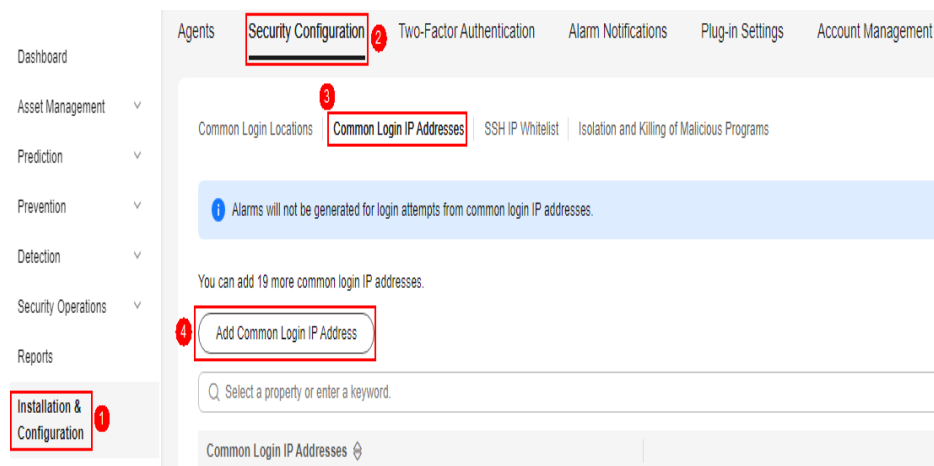 Agents Security Configuration 2 Two-Factor Authentication Alarm Notifications Plug-in Settings Account Management
Dashboard
Asset Management
Prediction
Prevention
Detection
Security Operations
Reports
Installation &
Configuration
1
3
Common Login Locations Common Login IP Addresses SSH IP Whitelist Isolation and Killing of Malicious Programs
Alarms will not be generated for login attempts from common login IP addresses.
You can add 19 more common login IP addresses.
4 Add Common Login IP Address
Select a property or enter a keyword.
Common Login IP Addresses